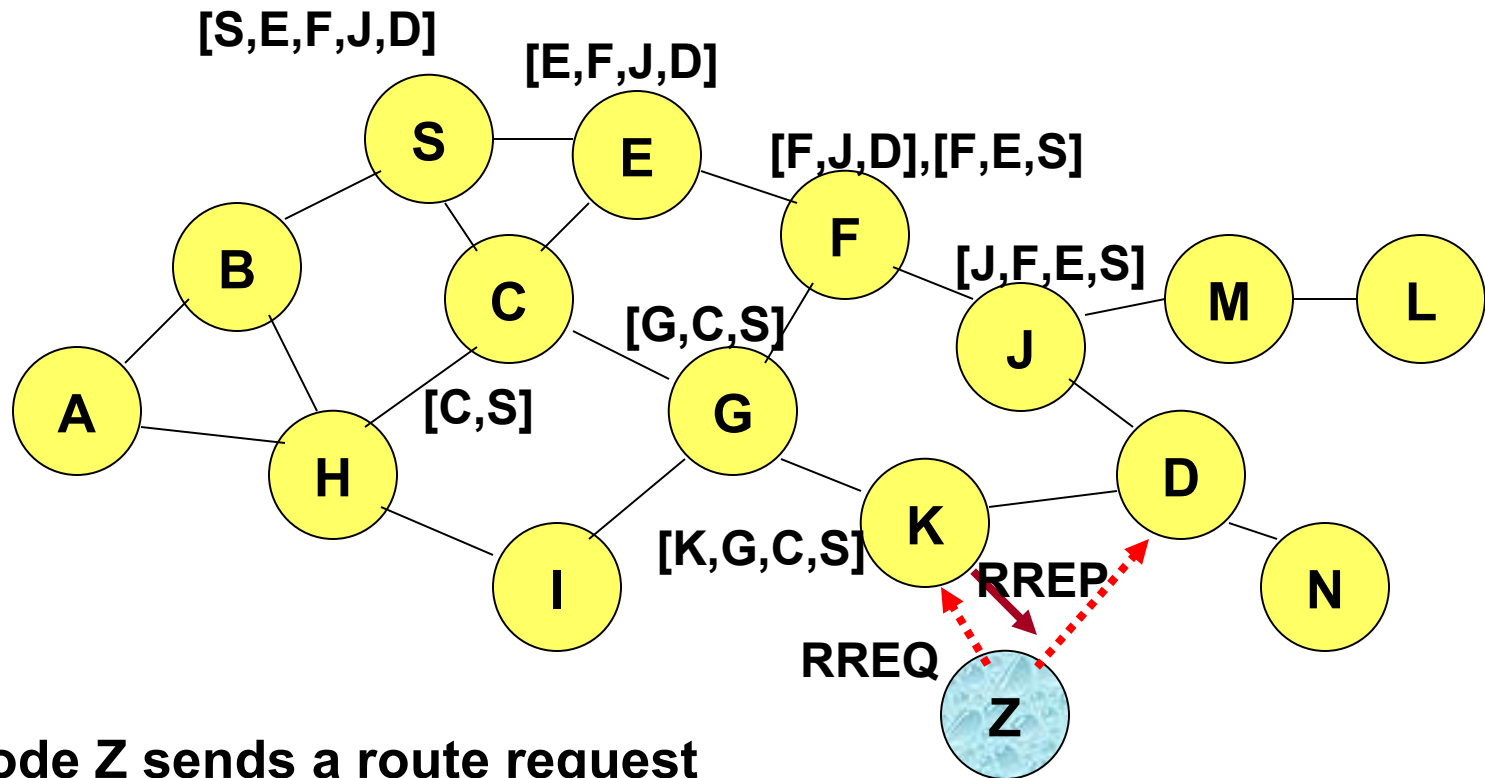 [S,E,F,J,D]
[E,F,J,D]
S
E
[F,J,D],[F,E,S]
F
B
[J,F,E,S]
C
M
L
[G,C,S]
J
A
[C,S]
G
H
D
[K,G,C,S]
K
I
RREP
N
RREQ
Z
ode Z sends a route request